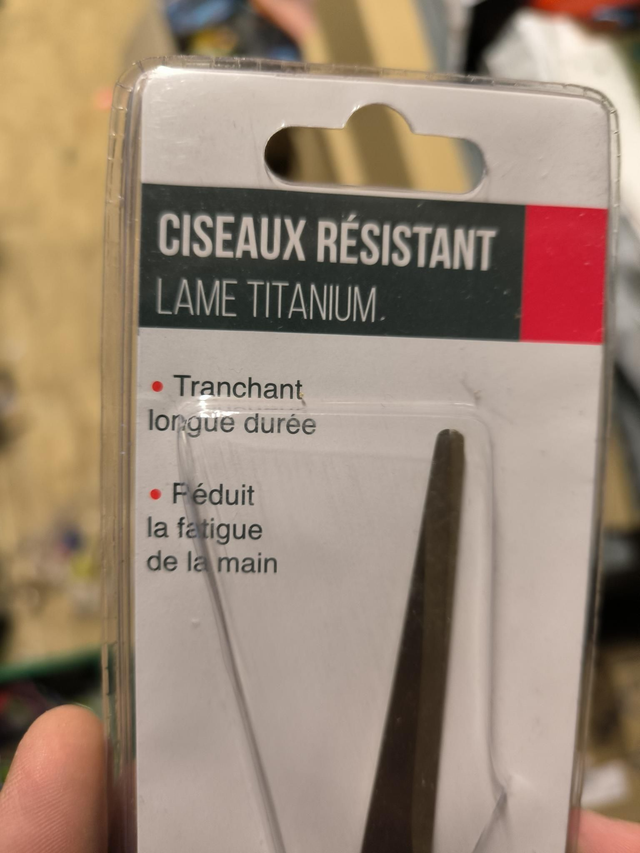 CISEAUX RÉSISTANT
LAME TITANIUM.
• Tranchant
longue durée
• Réduit
la fatigue
de la main